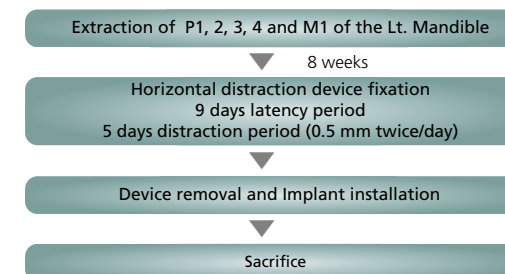 Extraction of P1, 2, 3, 4 and M1 of the Lt. Mandible
8 weeks
Horizontal distraction device fixation
9 days latency period
5 days distraction period (0.5 mm twice/day)
Device removal and Implant installation
Sacrifice